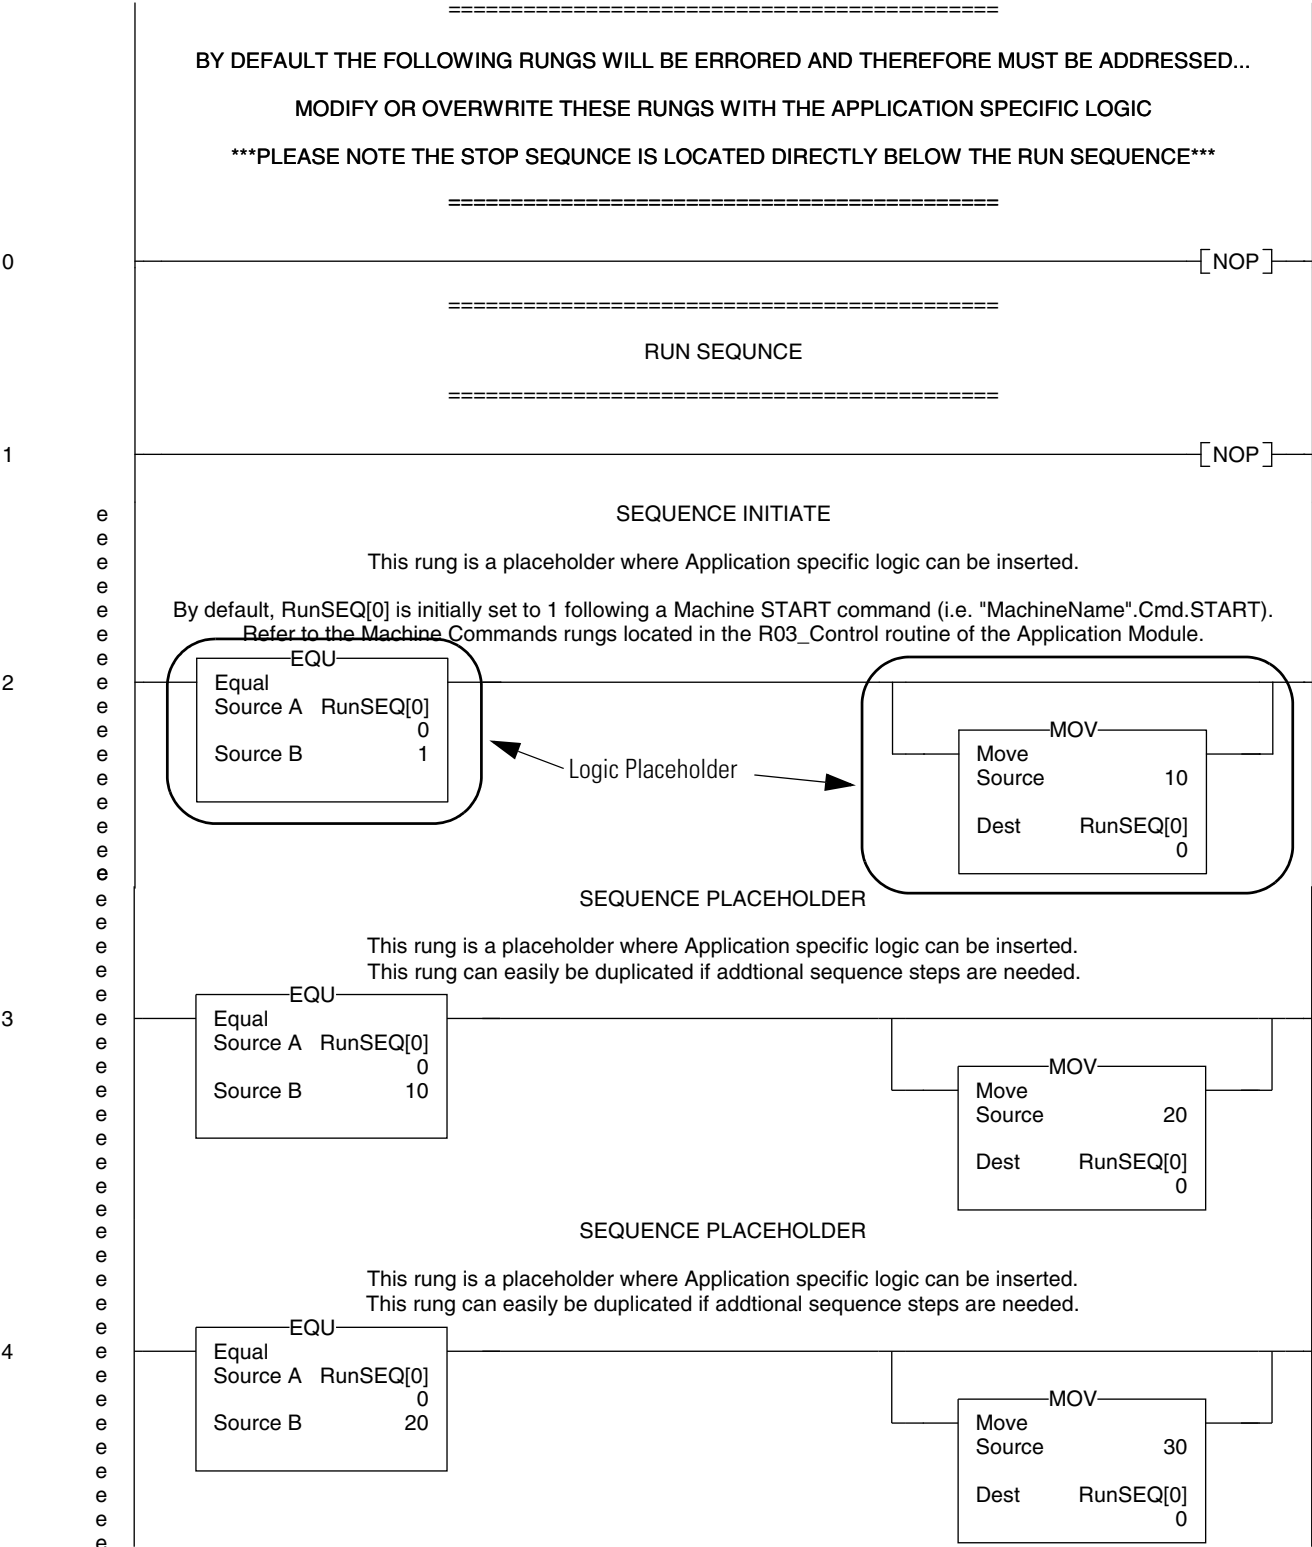 ============================================
BY DEFAULT THE FOLLOWING RUNGS WILL BE ERRORED AND THEREFORE MUST BE ADDRESSED...
MODIFY OR OVERWRITE THESE RUNGS WITH THE APPLICATION SPECIFIC LOGIC
***PLEASE NOTE THE STOP SEQUNCE IS LOCATED DIRECTLY BELOW THE RUN SEQUENCE***
============================================
0 NOP
============================================
RUN SEQUNCE
============================================
1 NOP
e SEQUENCE INITIATE
e
e This rung is a placeholder where Application specific logic can be inserted.
e
e By default, RunSEQ[0] is initially set to 1 following a Machine START command (i.e. "MachineName".Cmd.START).
e Refer to the Machine Commands rungs located in the R03_Control routine of the Application Module.
e EQU
2 e Equal
e Source A RunSEQ[0]
e 0 MOV
e Source B 1 Logic Placeholder Move
e Source 10
e
e Dest RunSEQ[0]
e 0
e
e SEQUENCE PLACEHOLDER
e
e This rung is a placeholder where Application specific logic can be inserted.
e This rung can easily be duplicated if addtional sequence steps are needed.
e EQU
3 e Equal
e Source A RunSEQ[0]
e 0 MOV
e Source B 10 Move
e Source 20
e
e Dest RunSEQ[0]
e 0
e
e SEQUENCE PLACEHOLDER
e
e This rung is a placeholder where Application specific logic can be inserted.
e This rung can easily be duplicated if addtional sequence steps are needed.
e EQU
4 e Equal
e Source A RunSEQ[0]
e 0 MOV
e Source B 20 Move
e Source 30
e
e Dest RunSEQ[0]
e 0
e